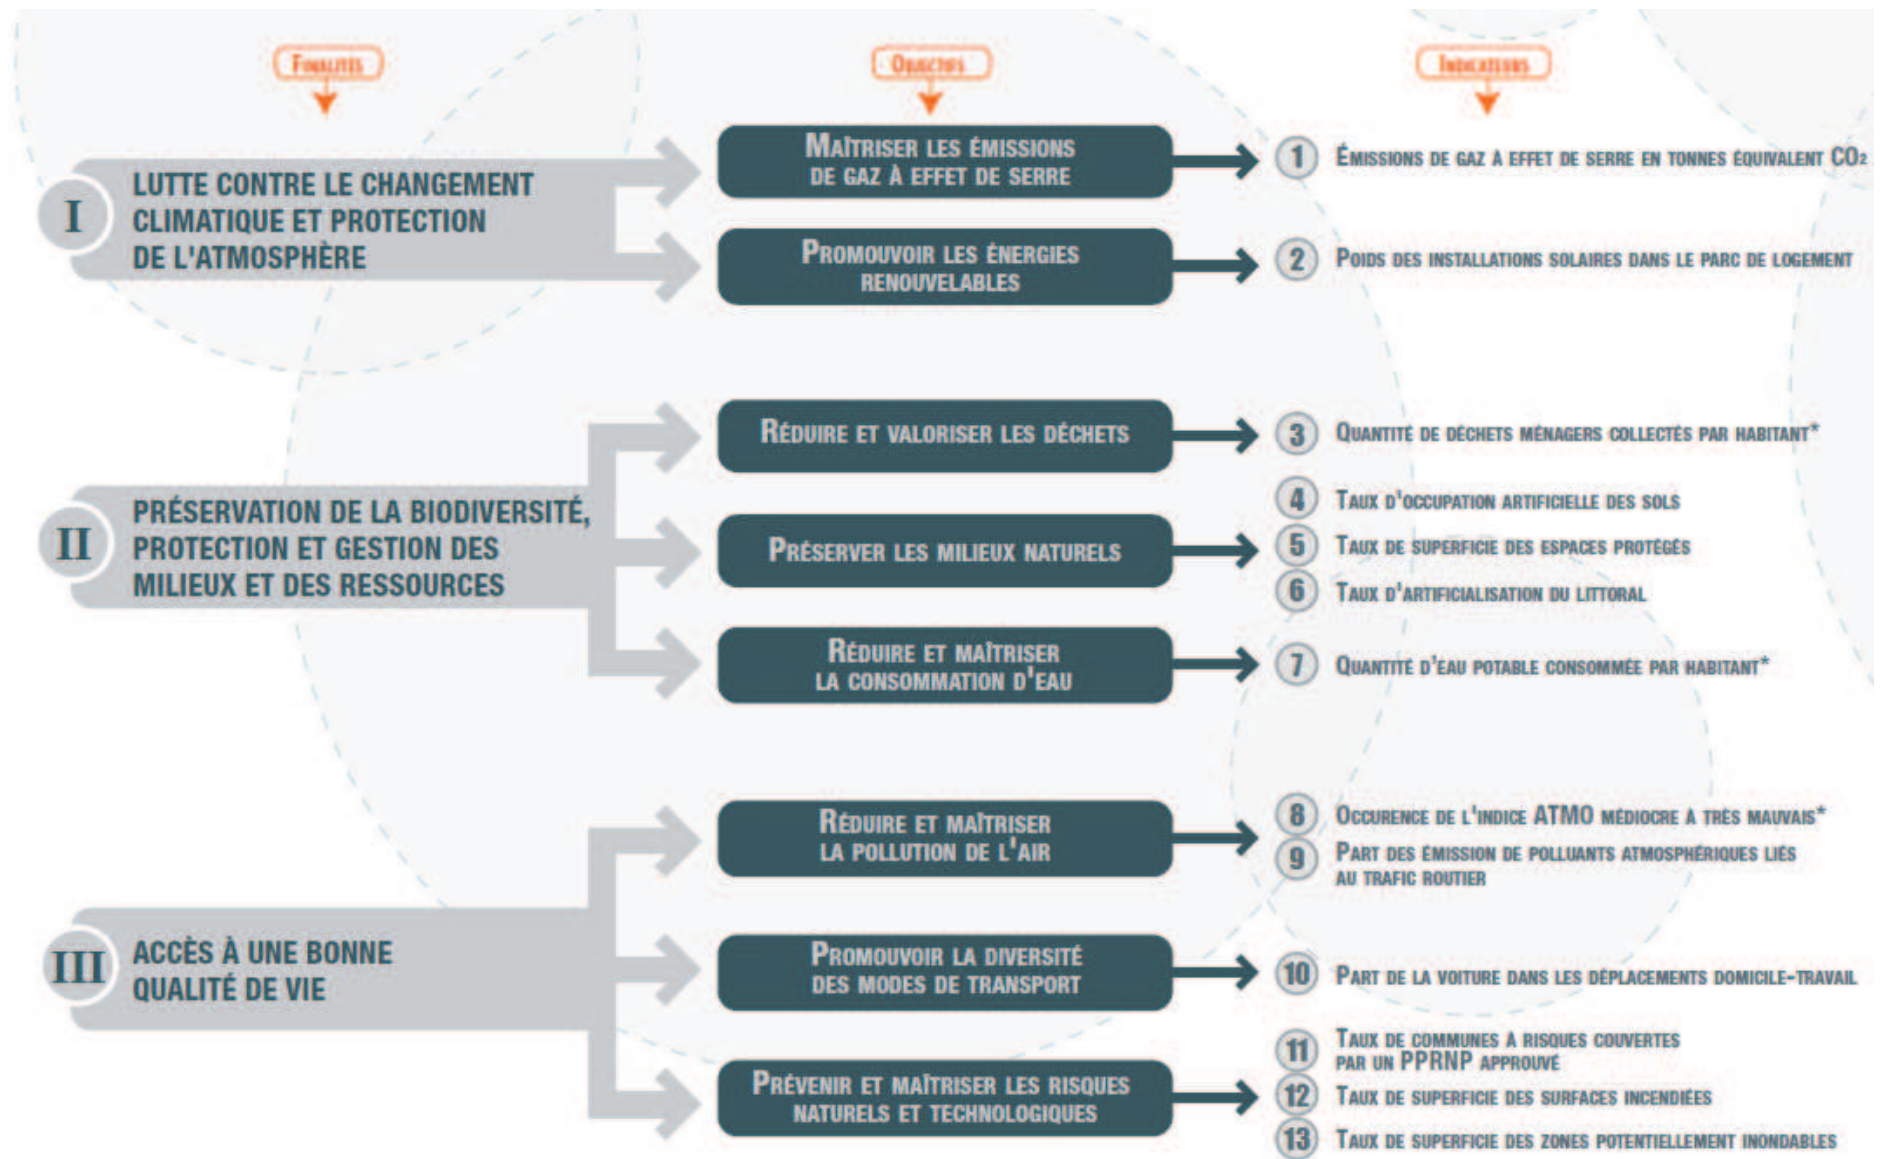 FINALITÉS
OBJECTIFS
INDICATEURS
I
LUTTE CONTRE LE CHANGEMENT
CLIMATIQUE ET PROTECTION
DE L'ATMOSPHÈRE
MAÎTRISER LES ÉMISSIONS
DE GAZ À EFFET DE SERRE
1 ÉMISSIONS DE GAZ À EFFET DE SERRE EN TONNES ÉQUIVALENT CO2
PROMOUVOIR LES ÉNERGIES
RENOUVELABLES
2 POIDS DES INSTALLATIONS SOLAIRES DANS LE PARC DE LOGEMENT
II
PRÉSERVATION DE LA BIODIVERSITÉ,
PROTECTION ET GESTION DES
MILIEUX ET DES RESSOURCES
RÉDUIRE ET VALORISER LES DÉCHETS
3 QUANTITÉ DE DÉCHETS MÉNAGERS COLLECTÉS PAR HABITANT*
PRÉSERVER LES MILIEUX NATURELS
4 TAUX D'OCCUPATION ARTIFICIELLE DES SOLS
5 TAUX DE SUPERFICIE DES ESPACES PROTÉGÉS
6 TAUX D'ARTIFICIALISATION DU LITTORAL
RÉDUIRE ET MAÎTRISER
LA CONSOMMATION D'EAU
7 QUANTITÉ D'EAU POTABLE CONSOMMÉE PAR HABITANT*
III
ACCÈS À UNE BONNE
QUALITÉ DE VIE
RÉDUIRE ET MAÎTRISER
LA POLLUTION DE L'AIR
8 OCCURENCE DE L'INDICE ATMO MÉDIOCRE À TRÈS MAUVAIS*
9 PART DES ÉMISSION DE POLLUANTS ATMOSPHÉRIQUES LIÉS
AU TRAFIC ROUTIER
PROMOUVOIR LA DIVERSITÉ
DES MODES DE TRANSPORT
10 PART DE LA VOITURE DANS LES DÉPLACEMENTS DOMICILE-TRAVAIL
PRÉVENIR ET MAÎTRISER LES RISQUES
NATURELS ET TECHNOLOGIQUES
11 TAUX DE COMMUNES À RISQUES COUVERTES
PAR UN PPRNP APPROUVÉ
12 TAUX DE SUPERFICIE DES SURFACES INCENDIÉES
13 TAUX DE SUPERFICIE DES ZONES POTENTIELLEMENT INONDABLES